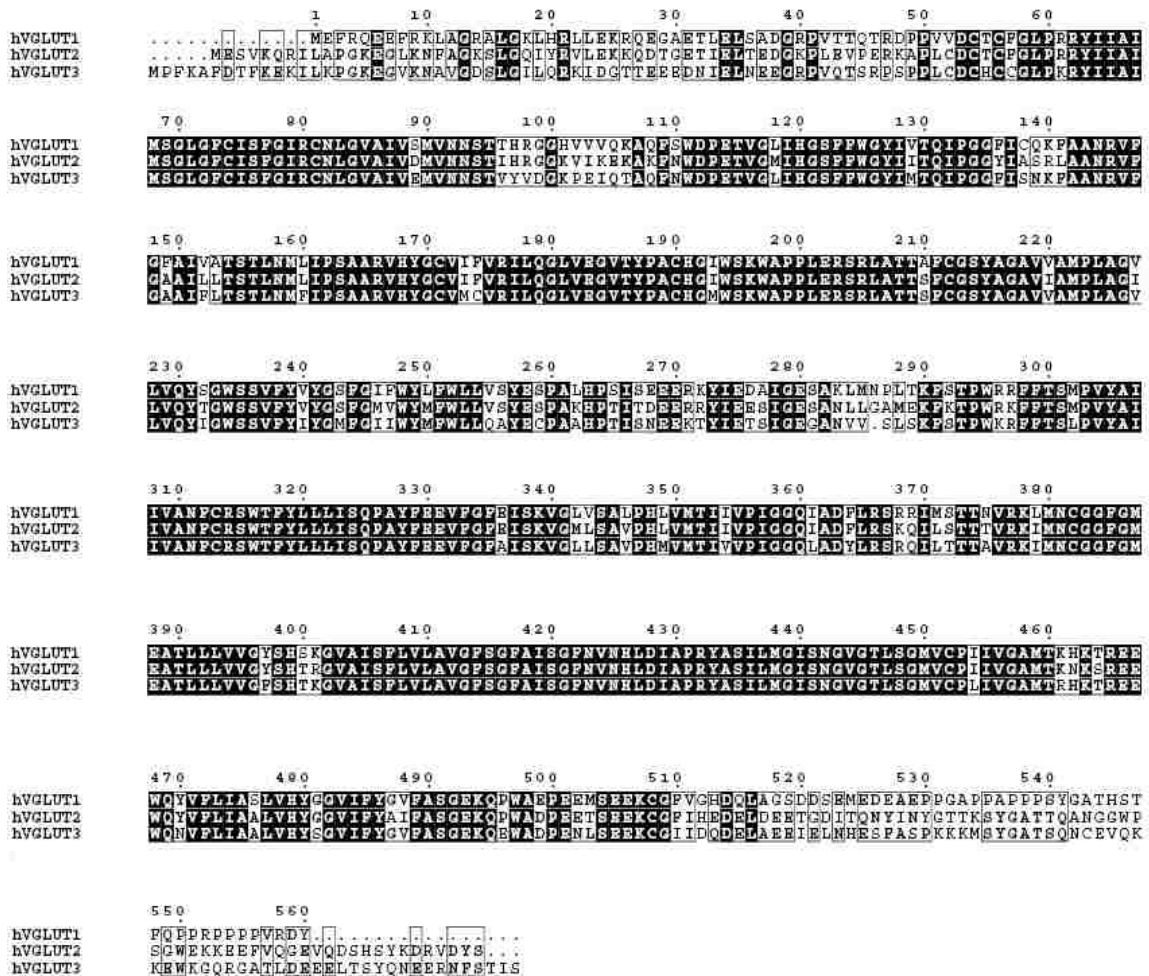 1 10 20 30 40 50 60
hVGLUT1 .............MEFRQEEFRKLAGRALGKLHRLLEKRQEGAETLELSADGRPVTTQTRDPPVVDCTCFGLPRRYIIAI
hVGLUT2 .....MESVKQRILAPGKEGLKNFAGKSLGQIYRVLEKKQDTGETIELTEDGKPLEVPERKAPLCDCTCFGLPRRYIIAI
hVGLUT3 MPFKAFDTFKEKILKPGKEGVKNAVGDSLGILQRKIDGTTEEEDNIELNEEGRPVQTSRPSPPLCDCHCCGLPKRYIIAI
70 80 90 100 110 120 130 140
hVGLUT1 MSGLGFCISFGIRCNLGVAIVSMVNNSTTHRGGHVVVQKAQFSWDPETVGLIHGSFFWGYIVTQIPGGFICQKFAANRVF
hVGLUT2 MSGLGFCISFGIRCNLGVAIVDMVNNSTIHRGGKVIKEKAKFNWDPETVGMIHGSFFWGYIITQIPGGYIASRLAANRVF
hVGLUT3 MSGLGFCISFGIRCNLGVAIVEMVNNSTVYVDGKPEIQTAQFNWDPETVGLIHGSFFWGYIMTQIPGGFISNKFAANRVF
150 160 170 180 190 200 210 220
hVGLUT1 GFAIVATSTLNMLIPSAARVHYGCVIFVRILQGLVEGVTYPACHGIWSKWAPPLERSRLATTAFCGSYAGAVVAMPLAGV
hVGLUT2 GAAILLTSTLNMLIPSAARVHYGCVIFVRILQGLVEGVTYPACHGIWSKWAPPLERSRLATTSFCGSYAGAVIAMPLAGI
hVGLUT3 GAAIFLTSTLNMFIPSAARVHYGCVMCVRILQGLVEGVTYPACHGMWSKWAPPLERSRLATTSFCGSYAGAVVAMPLAGV
230 240 250 260 270 280 290 300
hVGLUT1 LVQYSGWSSVFYVYGSFGIFWYLFWLLVSYESPALHPSISEEERKYIEDAIGESAKLMNPLTKFSTPWRRFFTSMPVYAI
hVGLUT2 LVQYTGWSSVFYVYGSFGMVWYMFWLLVSYESPAKHPTITDEERRYIEESIGESANLLGAMEKFKTPWRKFFTSMPVYAI
hVGLUT3 LVQYIGWSSVFYIYGMFGIIWYMFWLLQAYECPAAHPTISNEEKTYIETSIGEGANVV.SLSKFSTPWKRFFTSLPVYAI
310 320 330 340 350 360 370 380
hVGLUT1 IVANFCRSWTFYLLLISQPAYFEEVFGFEISKVGLVSALPHLVMTIIVPIGGQIADFLRSRRIMSTTNVRKLMNCGGFGM
hVGLUT2 IVANFCRSWTFYLLLISQPAYFEEVFGFEISKVGMLSAVPHLVMTIIVPIGGQIADFLRSKQILSTTTVRKIMNCGGFGM
hVGLUT3 IVANFCRSWTFYLLLISQPAYFEEVFGFAISKVGLLSAVPHMVMTIVVPIGGQLADYLRSRQILTTTAVRKIMNCGGFGM
390 400 410 420 430 440 450 460
hVGLUT1 EATLLLVVGYSHSKGVAISFLVLAVGFSGFAISGFNVNHLDIAPRYASILMGISNGVGTLSGMVCPIIVGAMTKHKTREE
hVGLUT2 EATLLLVVGYSHTRGVAISFLVLAVGFSGFAISGFNVNHLDIAPRYASILMGISNGVGTLSGMVCPIIVGAMTKNKSREE
hVGLUT3 EATLLLVVGFSHTKGVAISFLVLAVGFSGFAISGFNVNHLDIAPRYASILMGISNGVGTLSGMVCPLIVGAMTRHKTREE
470 480 490 500 510 520 530 540
hVGLUT1 WQYVFLIASLVHYGGVIFYGVFASGEKQPWAEPEEMSEEKCGFVGHDQLAGSDDSEMEDEAEPPGAPPAPPPSYGATHST
hVGLUT2 WQYVFLIAALVHYGGVIFYAIFASGEKQPWADPEETSEEKCGFIHEDELDEETGDITQNYINYGTTKSYGATTQANGGWP
hVGLUT3 WQNVFLIAALVHYSGVIFYGVFASGEKQEWADPENLSEEKCGIIDQDELAEEIELNHESFASPKKKMSYGATSQNCEVQK
550 560
hVGLUT1 FQPPRPPPPVRDY.................
hVGLUT2 SGWEKKEEFVQGEVQDSHSYKDRVDYS...
hVGLUT3 KEWKGQRGATLDEEELTSYQNEERNFSTIS